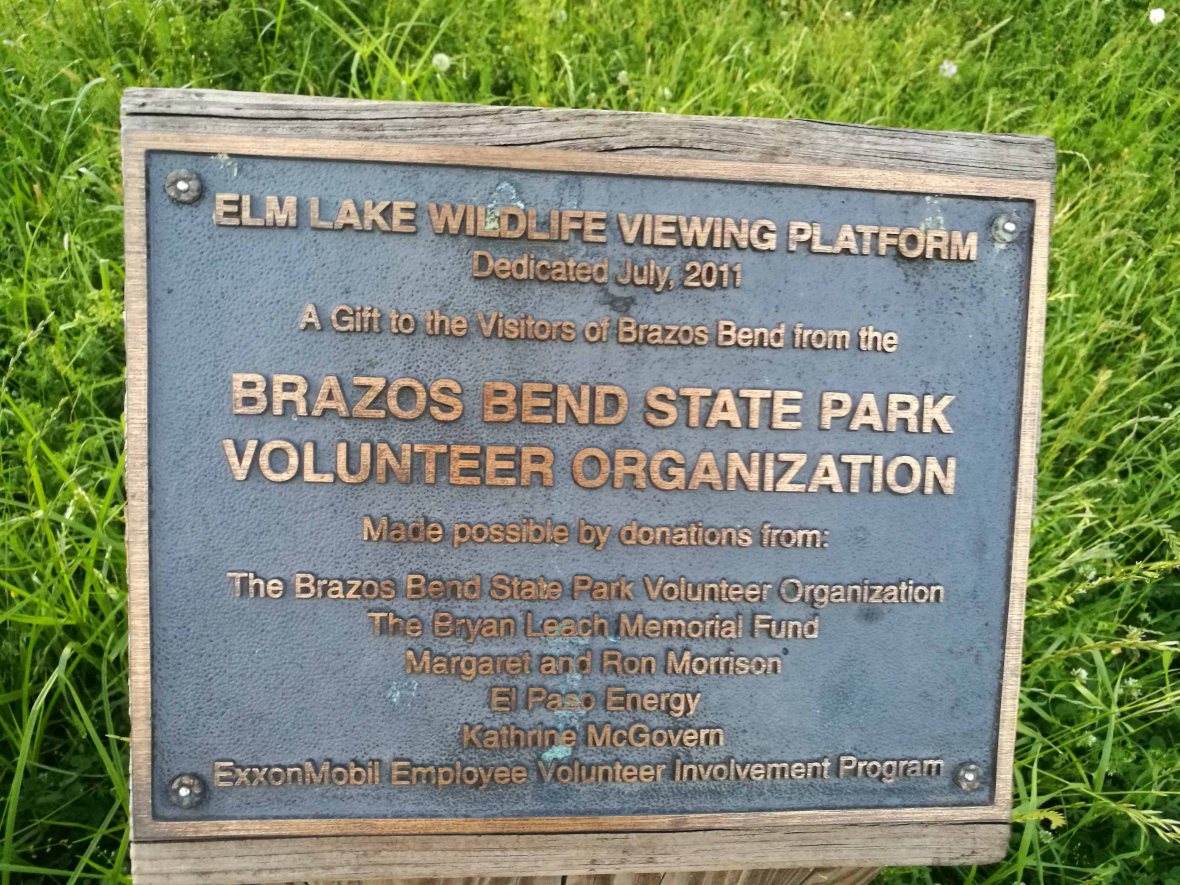 ELM LAKE WILDLIFE VIEWING PLATFORM
Dedicated July, 2011
A Gift to the Visitors of Brazos Bend from the
BRAZOS BEND STATE PARK
VOLUNTEER ORGANIZATION
Made possible by donations from:
The Brazos Bend State Park Volunteer Organization
The Bryan Leach Memorial Fund
Margaret and Ron Morrison
El Paso Energy
Kathrine McGovern
ExxonMobil Employee Volunteer Involvement Program